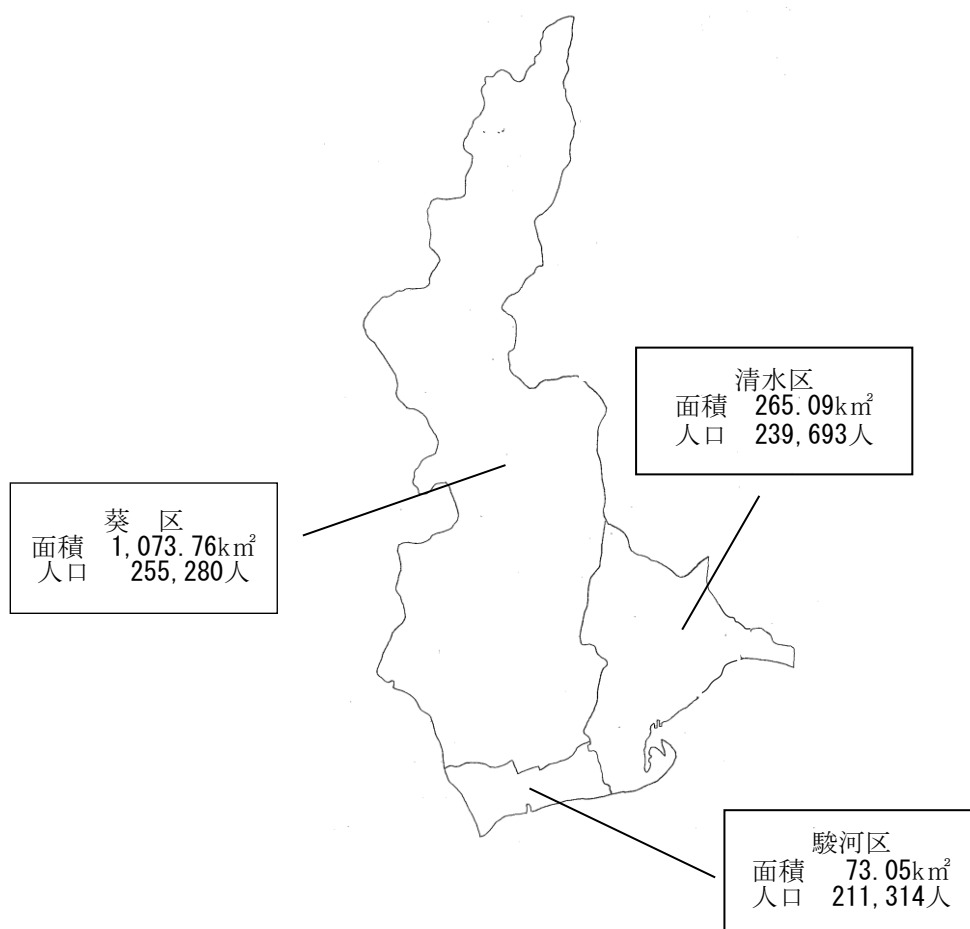 清水区
面積 265.09k㎡
人口 239,693人
葵 区
面積 1,073.76k㎡
人口 255,280人
駿河区
面積 73.05k㎡
人口 211,314人